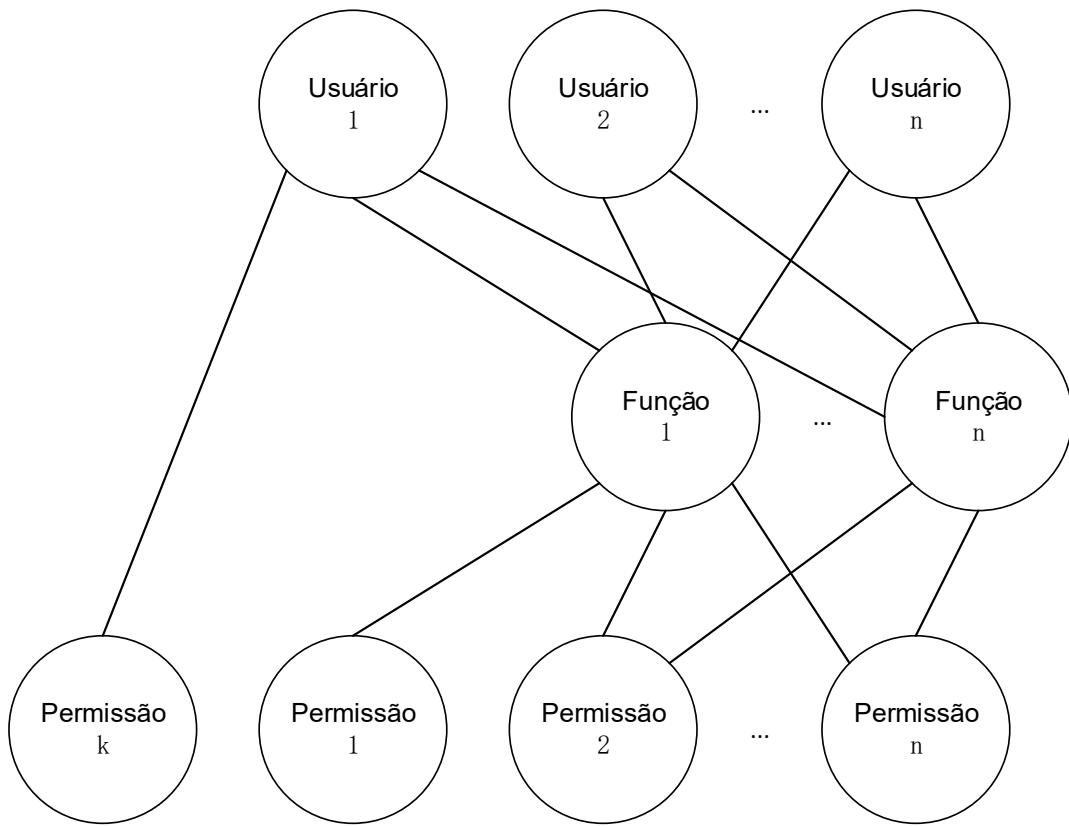 Usuário
1
Usuário
2
...
Usuário
n
Função
1
...
Função
n
Permissão
k
Permissão
1
Permissão
2
...
Permissão
n